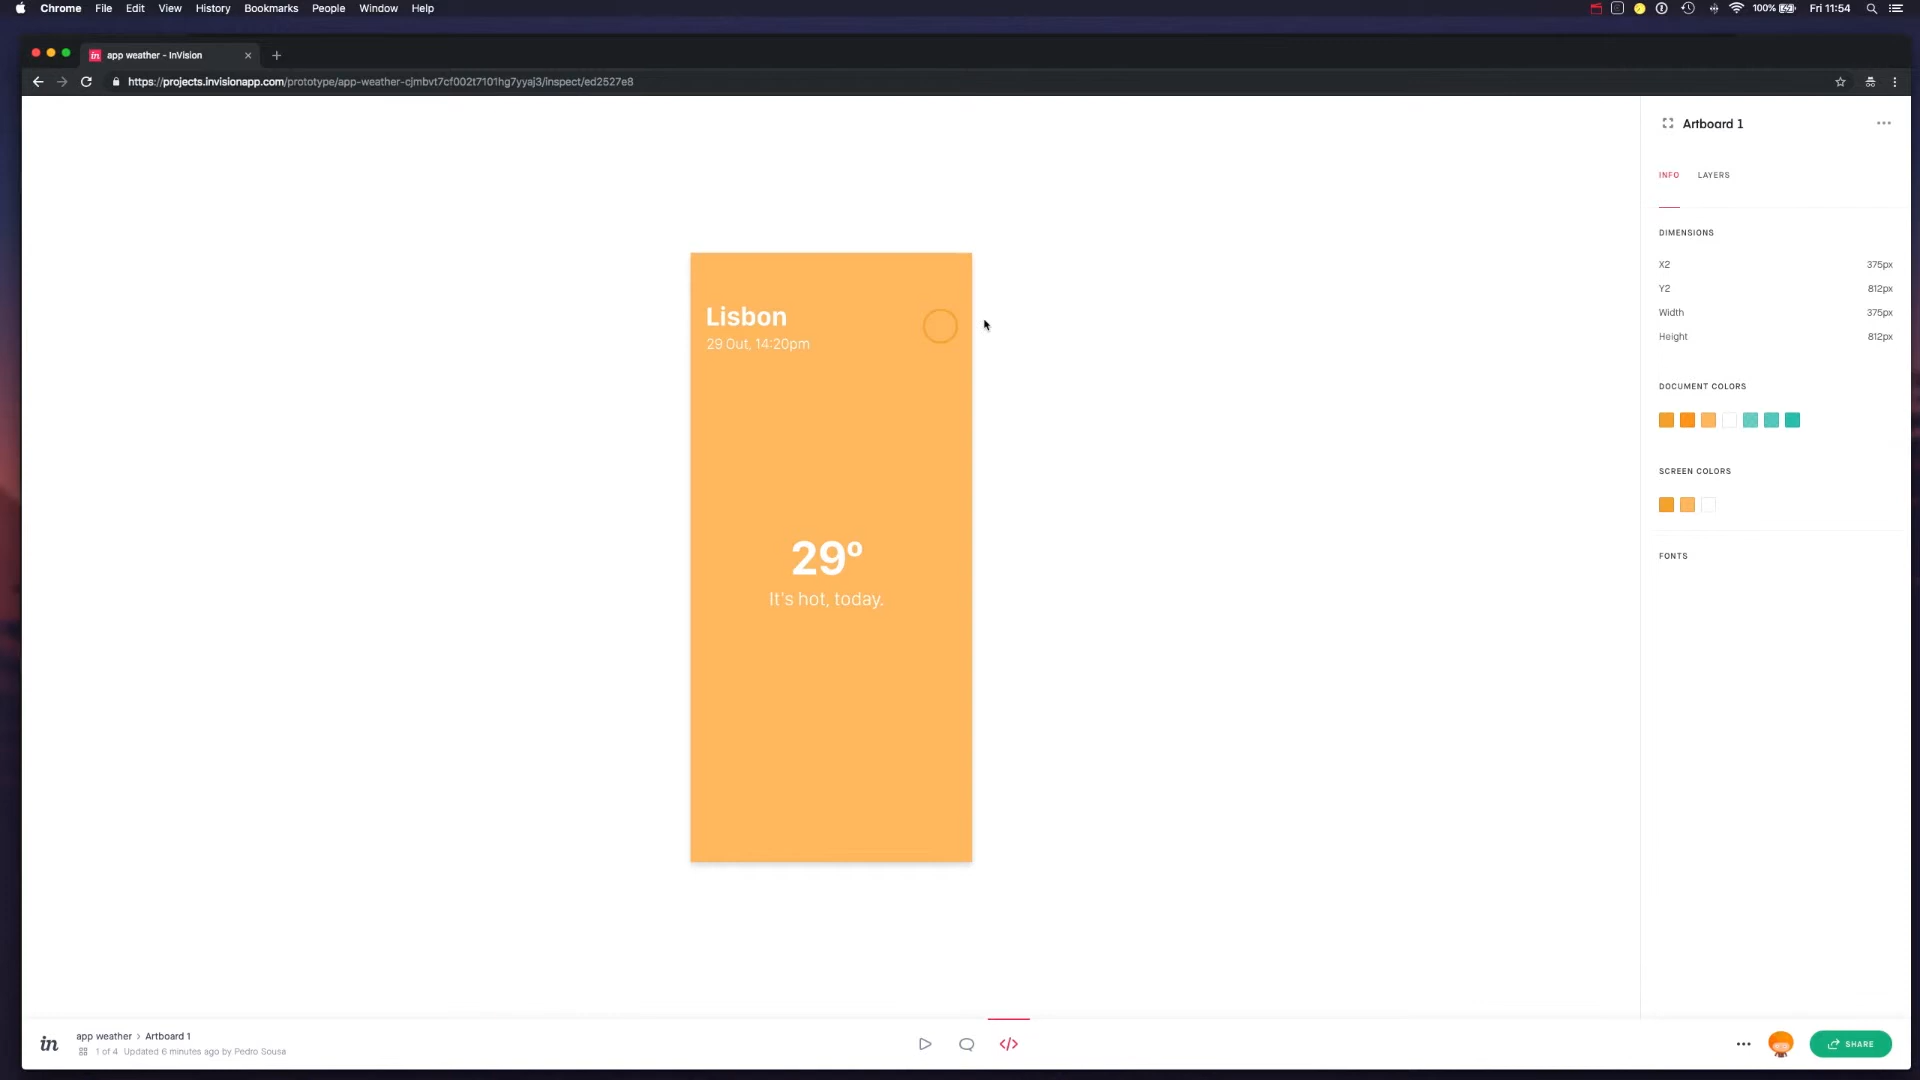 Chrome File Edit View History Bookmarks People Window Help 100% Fri 11:54
in app weather - InVision
https://projects.invisionapp.com/prototype/app-weather-cjmbvt7cf002t7101hg7yyaj3/inspect/ed2527e8
Artboard 1
INFO LAYERS
DIMENSIONS
X2 375px
Y2 812px
Width 375px
Height 812px
DOCUMENT COLORS
SCREEN COLORS
FONTS
Lisbon
29 Out, 14:20pm
29º
It's hot, today.
in
app weather > Artboard 1
1 of 4 Updated 6 minutes ago by Pedro Sousa
</>
SHARE